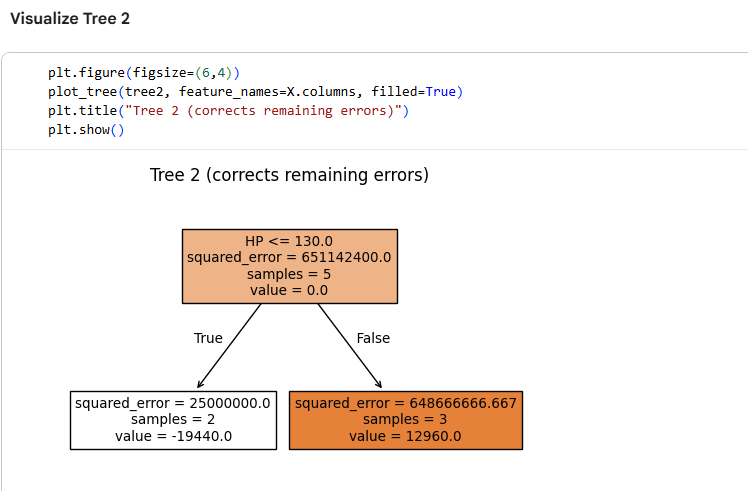 Visualize Tree 2
plt.figure(figsize=(6,4))
plot_tree(tree2, feature_names=X.columns, filled=True)
plt.title("Tree 2 (corrects remaining errors)")
plt.show()
Tree 2 (corrects remaining errors)
HP <= 130.0
squared_error = 651142400.0
samples = 5
value = 0.0
True
False
squared_error = 25000000.0
samples = 2
value = -19440.0
squared_error = 648666666.667
samples = 3
value = 12960.0